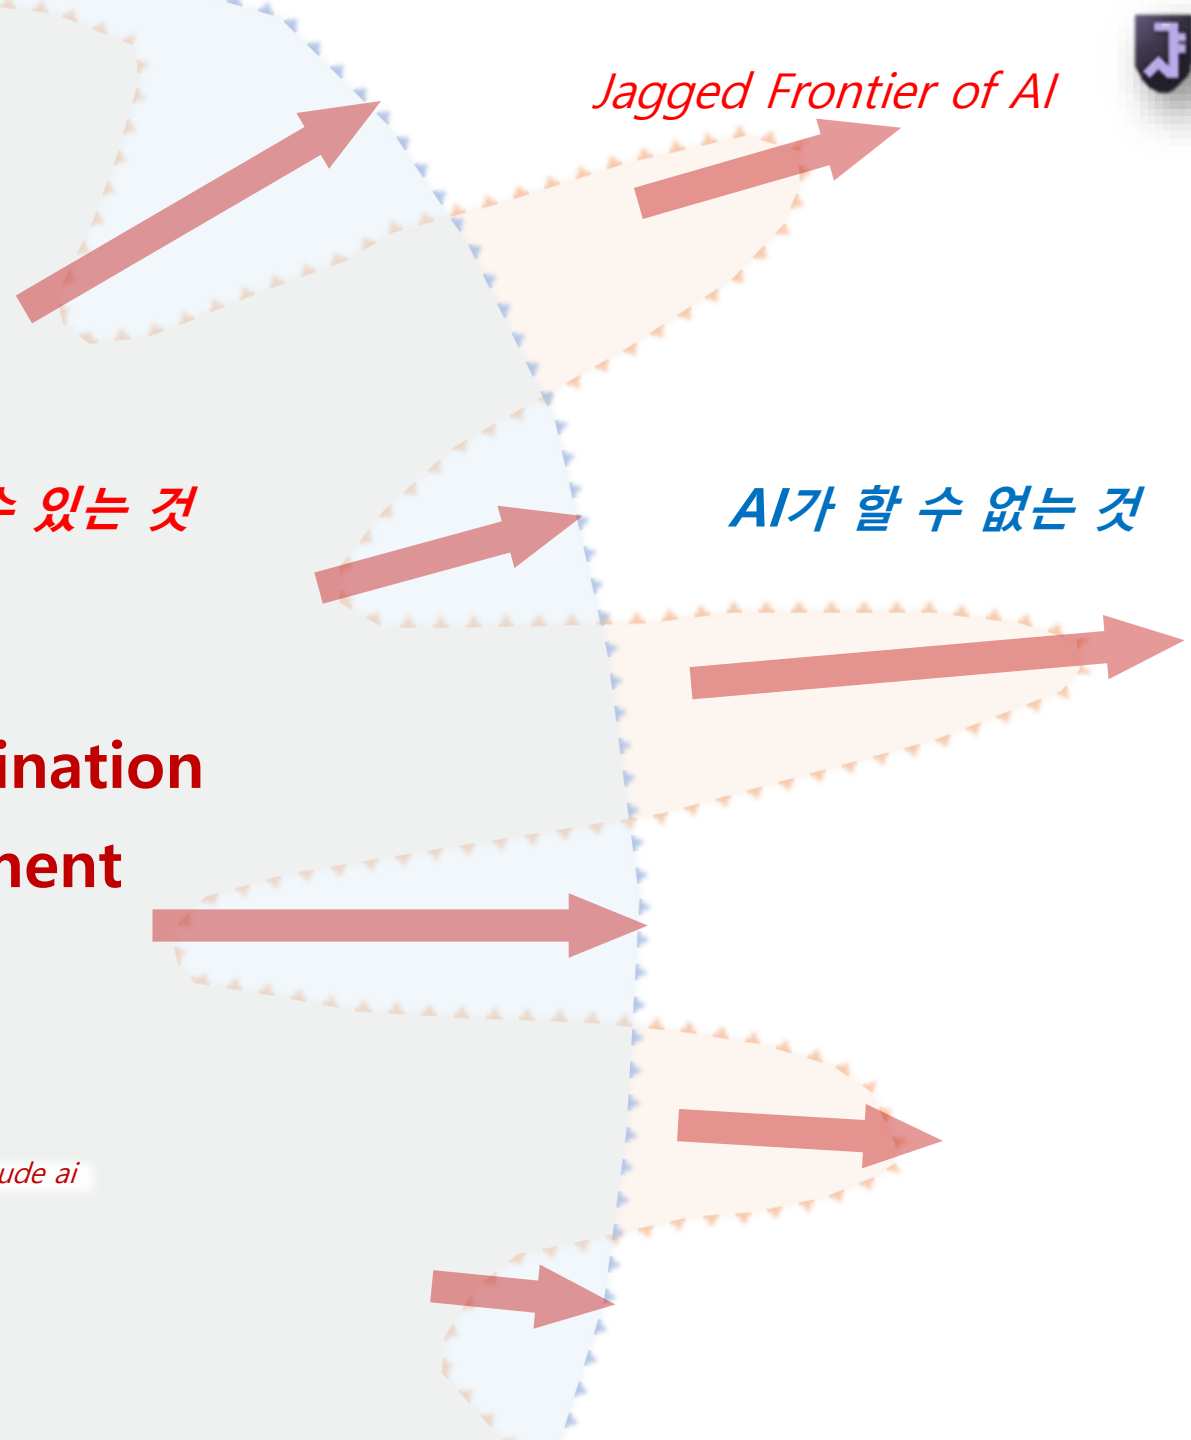 Jagged Frontier of AI
수 있는 것
AI가 할 수 없는 것
ination
nent
ude ai